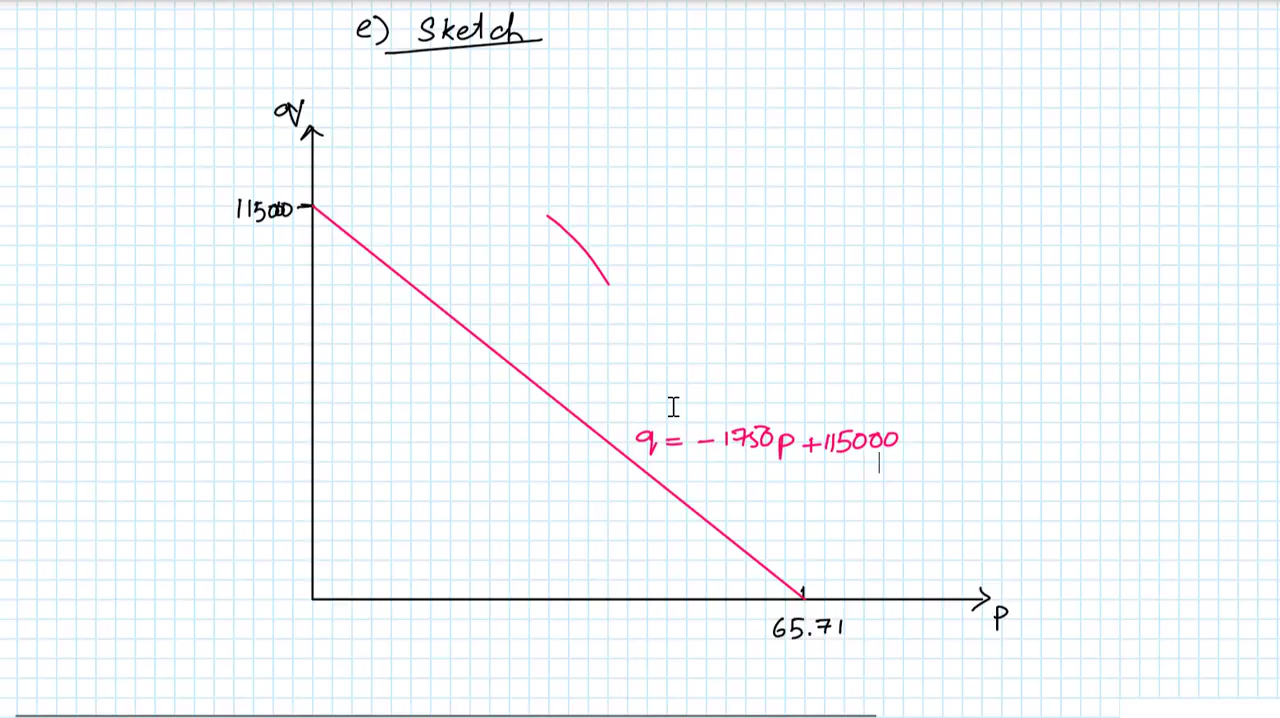 e) Sketch
q
115000
q = -1750p + 115000
65.71
p